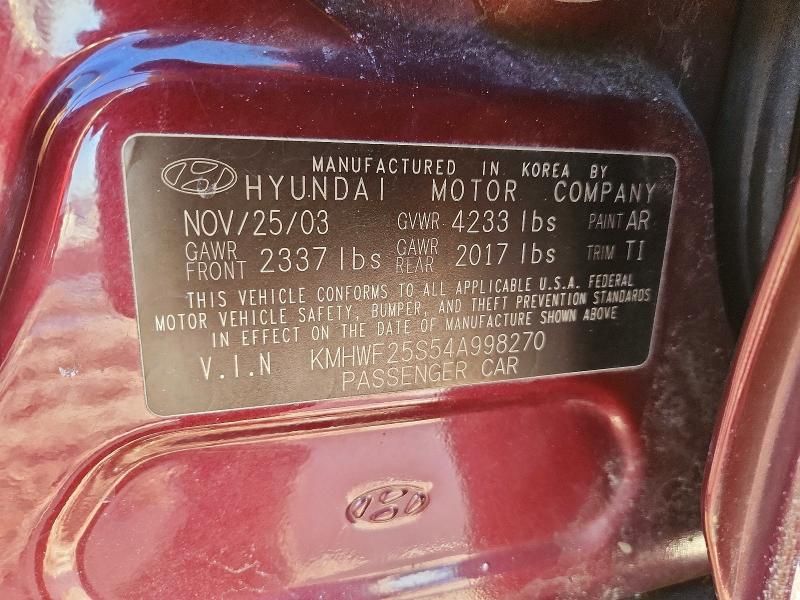 MANUFACTURED IN KOREA BY
HYUNDAI MOTOR COMPANY
NOV/25/03 GVWR 4233 lbs PAINT AR
GAWR FRONT 2337 lbs GAWR REAR 2017 lbs TRIM TI
THIS VEHICLE CONFORMS TO ALL APPLICABLE U.S.A. FEDERAL
MOTOR VEHICLE SAFETY, BUMPER, AND THEFT PREVENTION STANDARDS
IN EFFECT ON THE DATE OF MANUFACTURE SHOWN ABOVE
V.I.N KMHWF25S54A998270
PASSENGER CAR